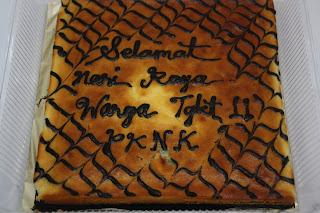 Selamat
Hari Raya
Warga Tgkt 11
PKNK